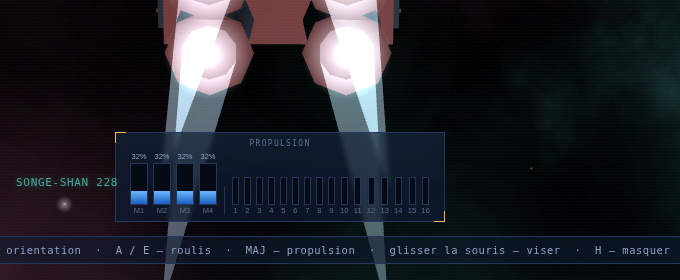 PROPULSION
32% 32% 32% 32%
M1 M2 M3 M4 1 2 3 4 5 6 7 8 9 10 11 12 13 14 15 16
SONGE-SHAN 228
orientation · A / E — roulis · MAJ — propulsion · glisser la souris — viser · H — masquer